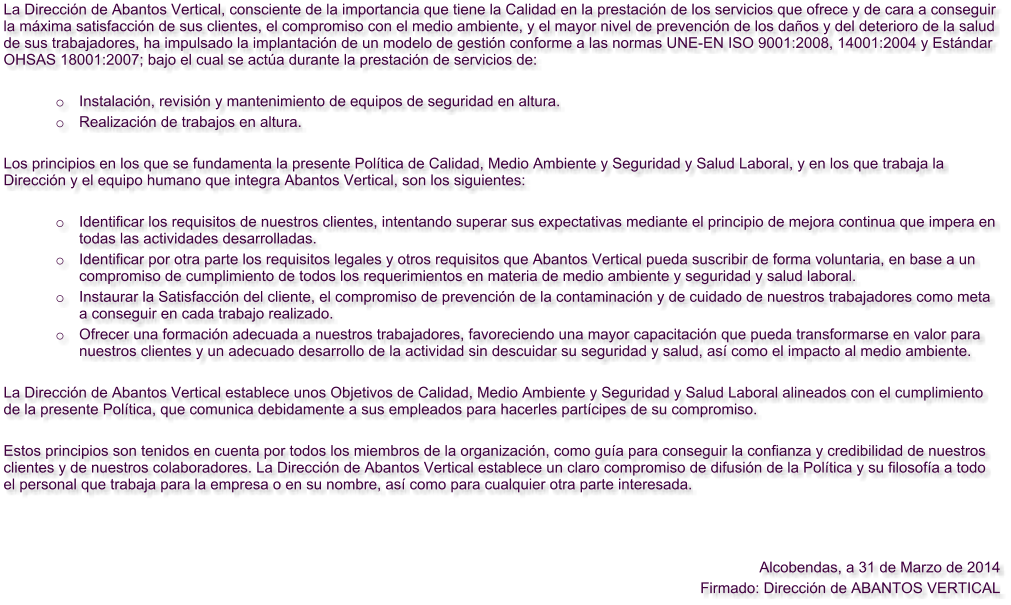 La Dirección de Abantos Vertical, consciente de la importancia que tiene la Calidad en la prestación de los servicios que ofrece y de cara a conseguir
la máxima satisfacción de sus clientes, el compromiso con el medio ambiente, y el mayor nivel de prevención de los daños y del deterioro de la salud
de sus trabajadores, ha impulsado la implantación de un modelo de gestión conforme a las normas UNE-EN ISO 9001:2008, 14001:2004 y Estándar
OHSAS 18001:2007; bajo el cual se actúa durante la prestación de servicios de:
o Instalación, revisión y mantenimiento de equipos de seguridad en altura.
o Realización de trabajos en altura.
Los principios en los que se fundamenta la presente Política de Calidad, Medio Ambiente y Seguridad y Salud Laboral, y en los que trabaja la
Dirección y el equipo humano que integra Abantos Vertical, son los siguientes:
o Identificar los requisitos de nuestros clientes, intentando superar sus expectativas mediante el principio de mejora continua que impera en
todas las actividades desarrolladas.
o Identificar por otra parte los requisitos legales y otros requisitos que Abantos Vertical pueda suscribir de forma voluntaria, en base a un
compromiso de cumplimiento de todos los requerimientos en materia de medio ambiente y seguridad y salud laboral.
o Instaurar la Satisfacción del cliente, el compromiso de prevención de la contaminación y de cuidado de nuestros trabajadores como meta
a conseguir en cada trabajo realizado.
o Ofrecer una formación adecuada a nuestros trabajadores, favoreciendo una mayor capacitación que pueda transformarse en valor para
nuestros clientes y un adecuado desarrollo de la actividad sin descuidar su seguridad y salud, así como el impacto al medio ambiente.
La Dirección de Abantos Vertical establece unos Objetivos de Calidad, Medio Ambiente y Seguridad y Salud Laboral alineados con el cumplimiento
de la presente Política, que comunica debidamente a sus empleados para hacerles partícipes de su compromiso.
Estos principios son tenidos en cuenta por todos los miembros de la organización, como guía para conseguir la confianza y credibilidad de nuestros
clientes y de nuestros colaboradores. La Dirección de Abantos Vertical establece un claro compromiso de difusión de la Política y su filosofía a todo
el personal que trabaja para la empresa o en su nombre, así como para cualquier otra parte interesada.
Alcobendas, a 31 de Marzo de 2014
Firmado: Dirección de ABANTOS VERTICAL